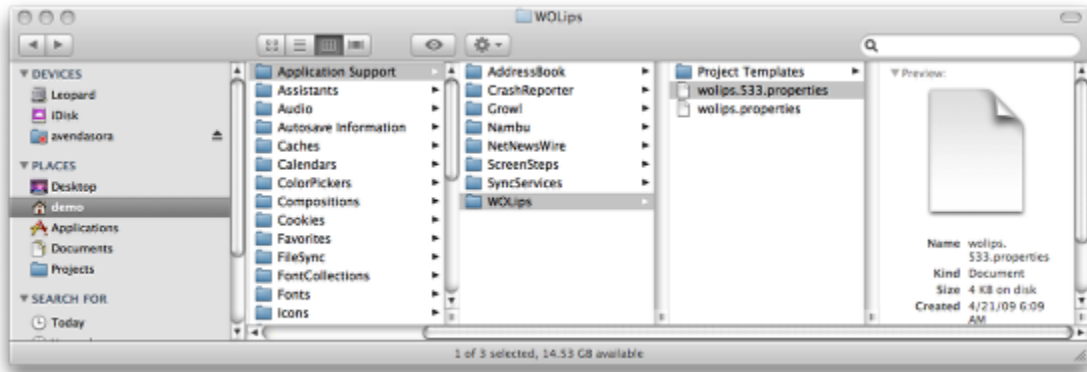 WOLips
DEVICES
Leopard
iDisk
avendasora
PLACES
Desktop
demo
Applications
Documents
Projects
SEARCH FOR
Today
Application Support
Assistants
Audio
Autosave Information
Caches
Calendars
ColorPickers
Compositions
Cookies
Favorites
FileSync
FontCollections
Fonts
Icons
AddressBook
CrashReporter
Growl
Nambu
NetNewsWire
ScreenSteps
SyncServices
WOLips
Project Templates
wolips.533.properties
wolips.properties
Preview:
Name wolips.
533.properties
Kind Document
Size 4 KB on disk
Created 4/21/09 6:09
AM
1 of 3 selected, 14.53 GB available